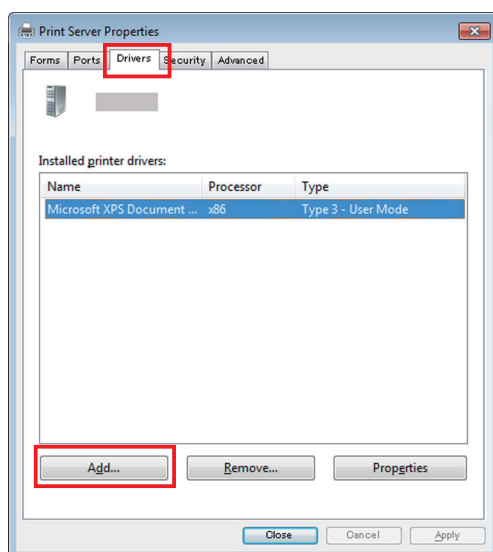 Print Server Properties
Forms Ports Drivers Security Advanced
Installed printer drivers:
Name Processor Type
Microsoft XPS Document ... x86 Type 3 - User Mode
Add... Remove... Properties
Close Cancel Apply